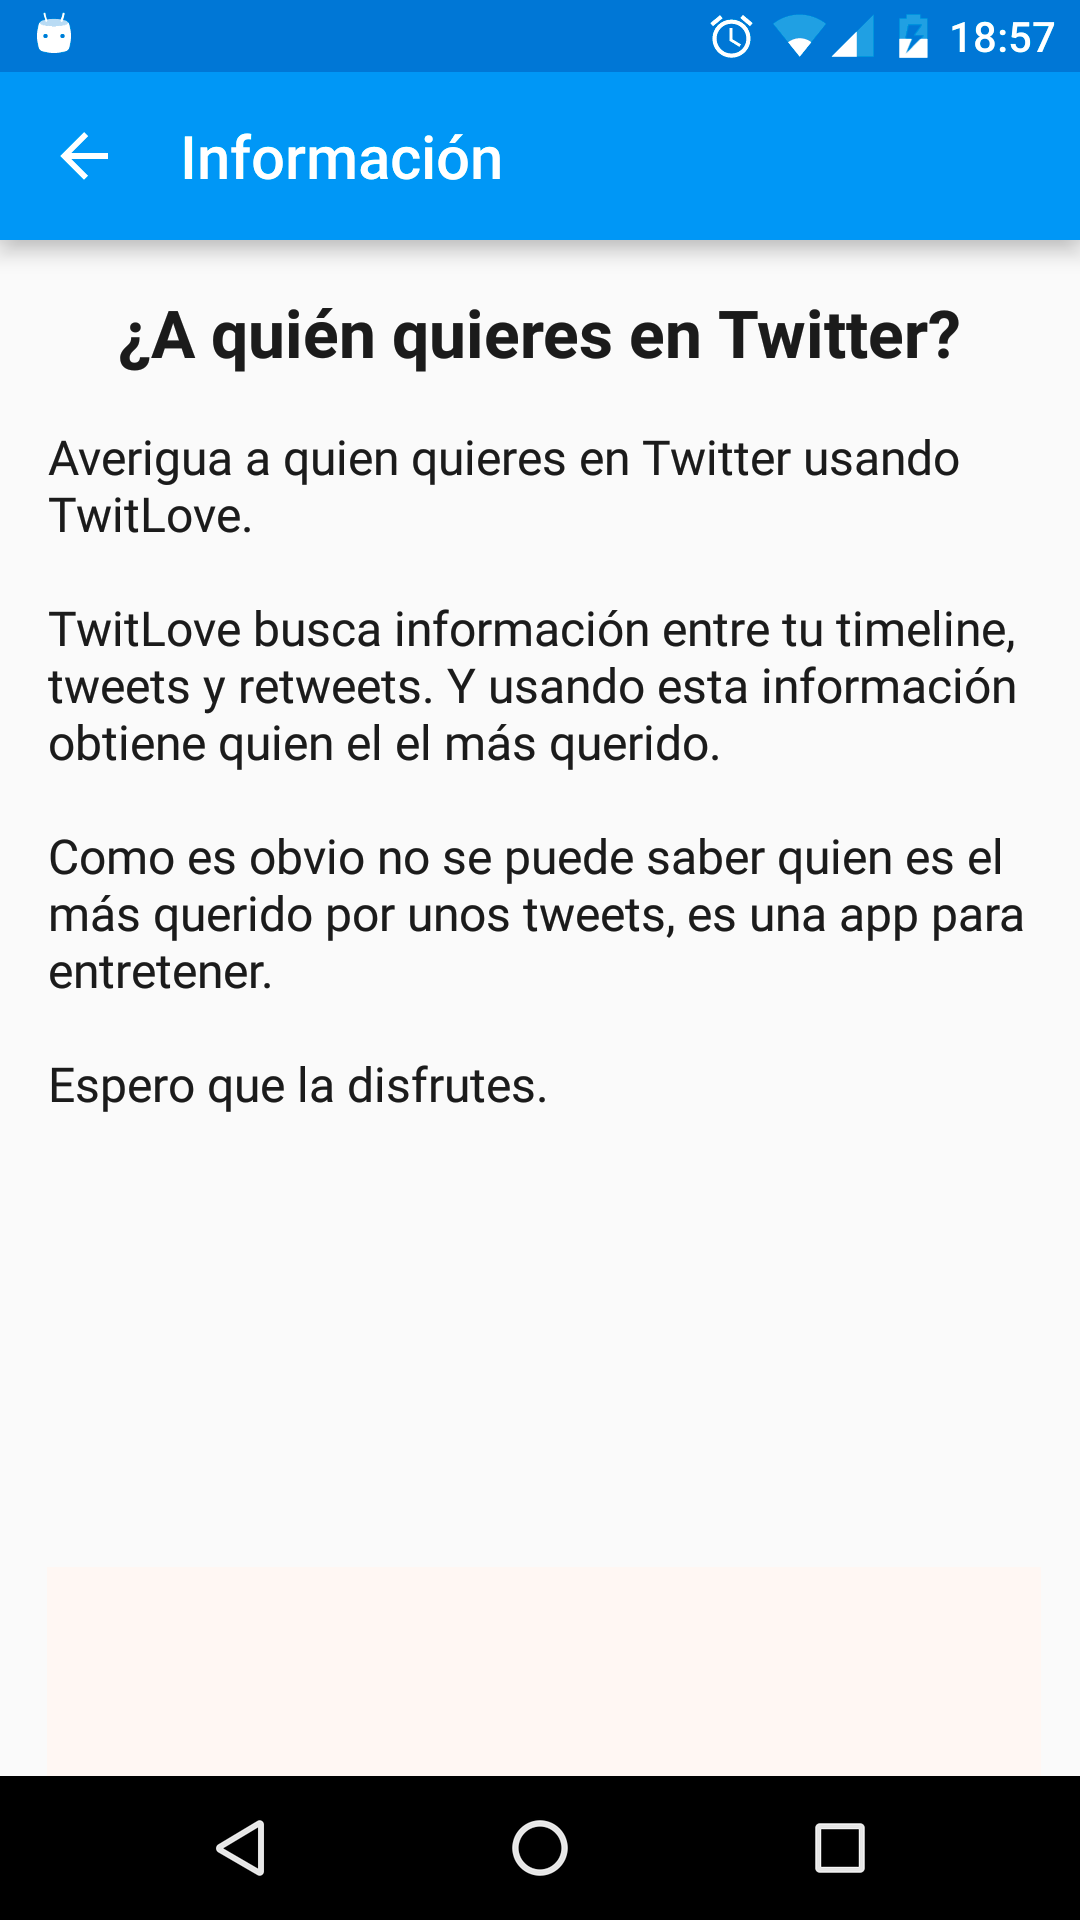 18:57
Información
¿A quién quieres en Twitter?
Averigua a quien quieres en Twitter usando
TwitLove.
TwitLove busca información entre tu timeline,
tweets y retweets. Y usando esta información
obtiene quien el el más querido.
Como es obvio no se puede saber quien es el
más querido por unos tweets, es una app para
entretener.
Espero que la disfrutes.